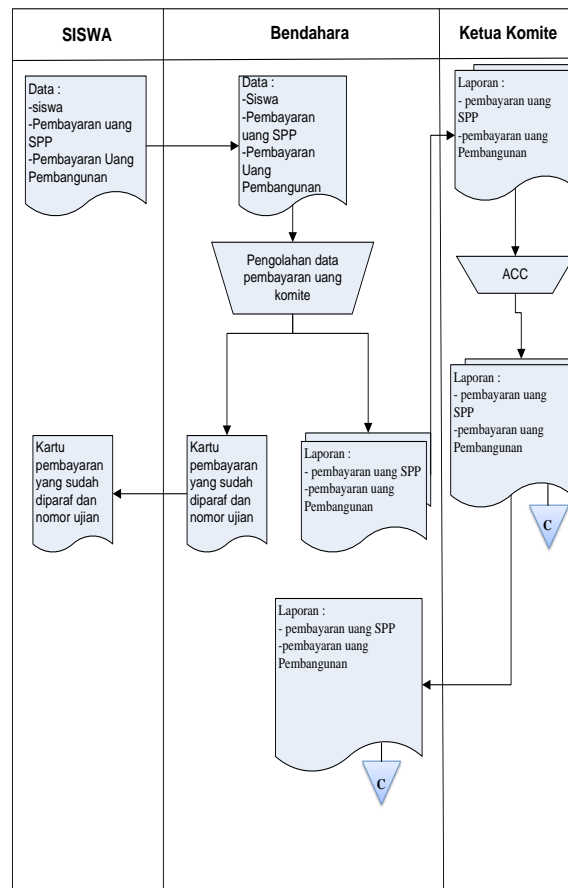 SISWA
Bendahara
Ketua Komite
Data :
-siswa
-Pembayaran uang
SPP
-Pembayaran Uang
Pembangunan
Data :
-Siswa
-Pembayaran
uang SPP
-Pembayaran
Uang
Pembangunan
Laporan :
- pembayaran uang
SPP
-pembayaran uang
Pembangunan
Pengolahan data
pembayaran uang
komite
ACC
Laporan :
- pembayaran uang
SPP
-pembayaran uang
Pembangunan
Kartu
pembayaran
yang sudah
diparaf dan
nomor ujian
Kartu
pembayaran
yang sudah
diparaf dan
nomor ujian
Laporan :
- pembayaran uang SPP
-pembayaran uang
Pembangunan
C
Laporan :
- pembayaran uang SPP
-pembayaran uang
Pembangunan
C